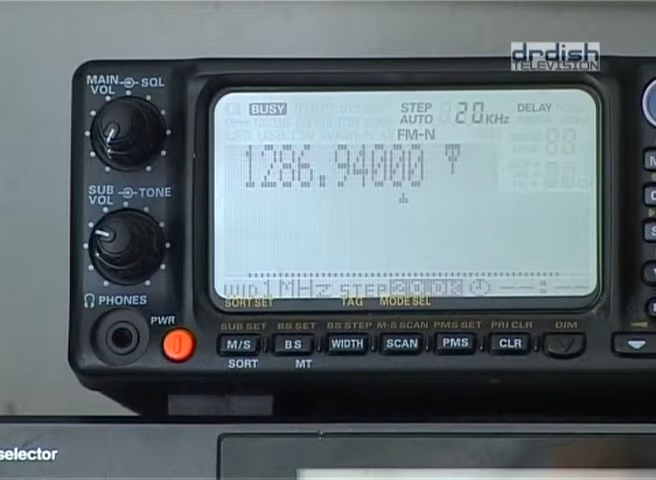 drdish
TELEVISION
MAIN VOL SQL
BUSY
STEP AUTO 20 KHz
DELAY
FM-N
1286.94000
SUB VOL TONE
WID 1MHz STEP
SORT SET TAG MODE SEL
PHONES
PWR
SUB SET BS SET BS STEP M-S SCAN PMS SET PRI CLR DIM
M/S BS WIDTH SCAN PMS CLR
SORT MT
selector